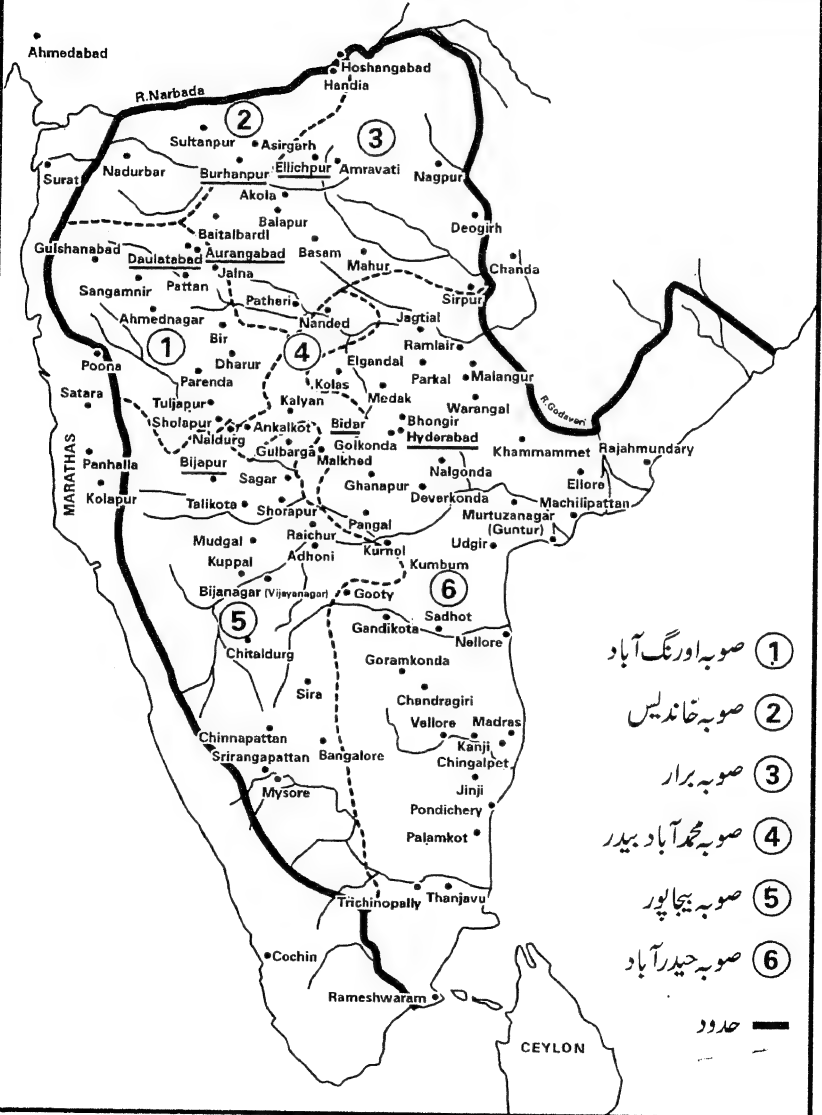 Ahmedabad
Hoshangabad
Handia
R.Narbada
2
3
Sultanpur
Asirgarh
Surat
Nadurbar
Burhanpur
Ellichpur
Amravati
Nagpur
Akola
Balapur
Deogirh
Baitalbardi
Gulshanabad
Daulatabad
Aurangabad
Basam
Mahur
Chanda
Jalna
Sangamnir
Pattan
Patheri
Sirpur
Ahmednagar
Nanded
Jagtial
Bir
1
4
Ramlair
Poona
Dharur
Elgandal
Parenda
Kolas
Parkal
Malangur
Satara
Tuljapur
Kalyan
Medak
Warangal
R.Godaveri
Sholapur
Ankalkot
Bidar
Bhongir
Naldurg
Golkonda
Hyderabad
MARATHAS
Panhalla
Bijapur
Gulbarga
Malkhed
Khammammet
Rajahmundary
Nalgonda
Kolapur
Sagar
Ghanapur
Ellore
Talikota
Shorapur
Deverkonda
Machilipattan
Pangal
Murtuzanagar
(Guntur)
Mudgal
Raichur
Kurnol
Udgir
Adhoni
Kuppal
Kumbum
Bijanagar (Vijayanagar)
Gooty
6
5
Sadhot
Gandikota
Nellore
Chitaldurg
Goramkonda
Sira
Chandragiri
Vellore
Madras
Chinnapattan
Kanji
Srirangapattan
Bangalore
Chingalpet
Mysore
Jinji
Pondichery
Palamkot
Trichinopally
Thanjavu
Cochin
Rameshwaram
CEYLON
1 صوبہ اورنگ آباد
2 صوبہ خاندیس
3 صوبہ برار
4 صوبہ محمد آباد بیدر
5 صوبہ بیجاپور
6 صوبہ حیدرآباد
حدود